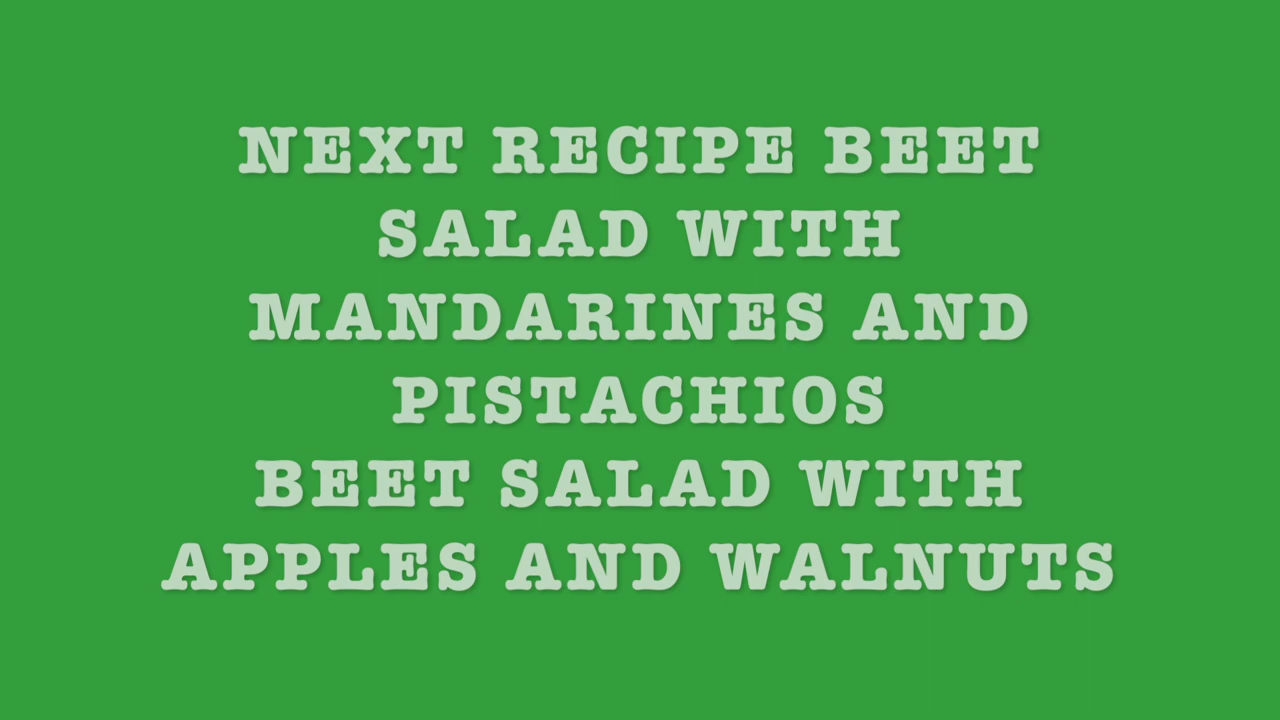 NEXT RECIPE BEET
SALAD WITH
MANDARINES AND
PISTACHIOS
BEET SALAD WITH
APPLES AND WALNUTS